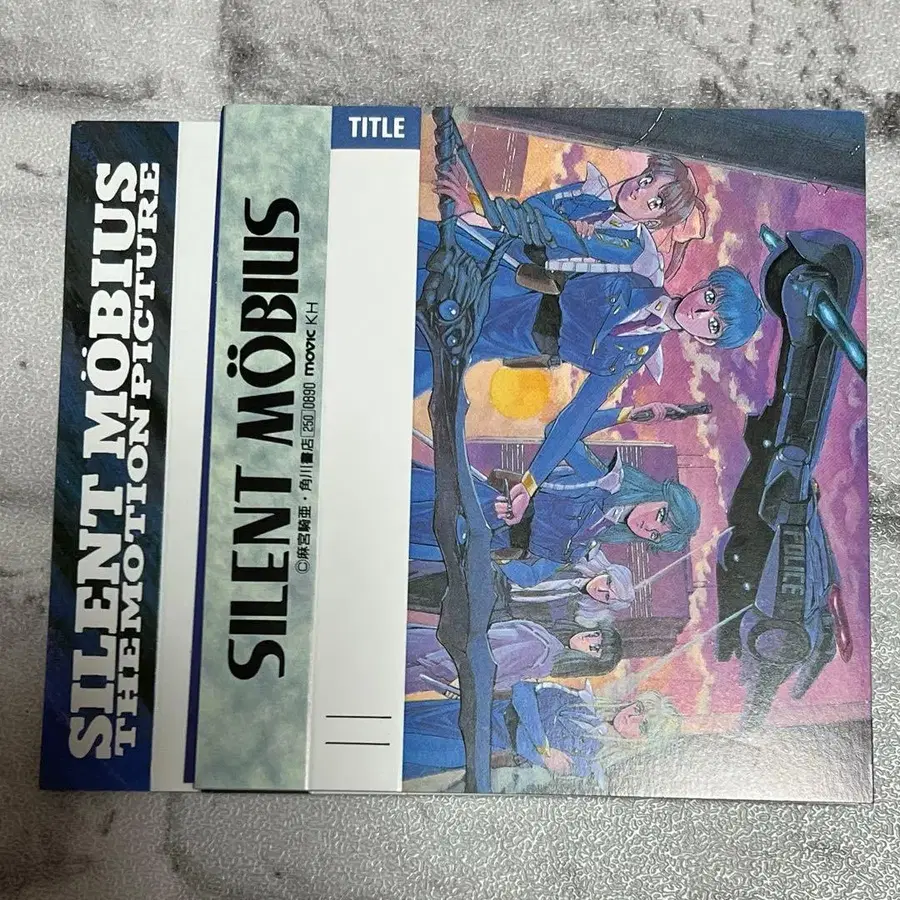 SILENT MÖBIUS
THE MOTION PICTURE
SILENT MÖBIUS
©麻宮騎亜・角川書店 250 0890 movic KH
TITLE
POLICE